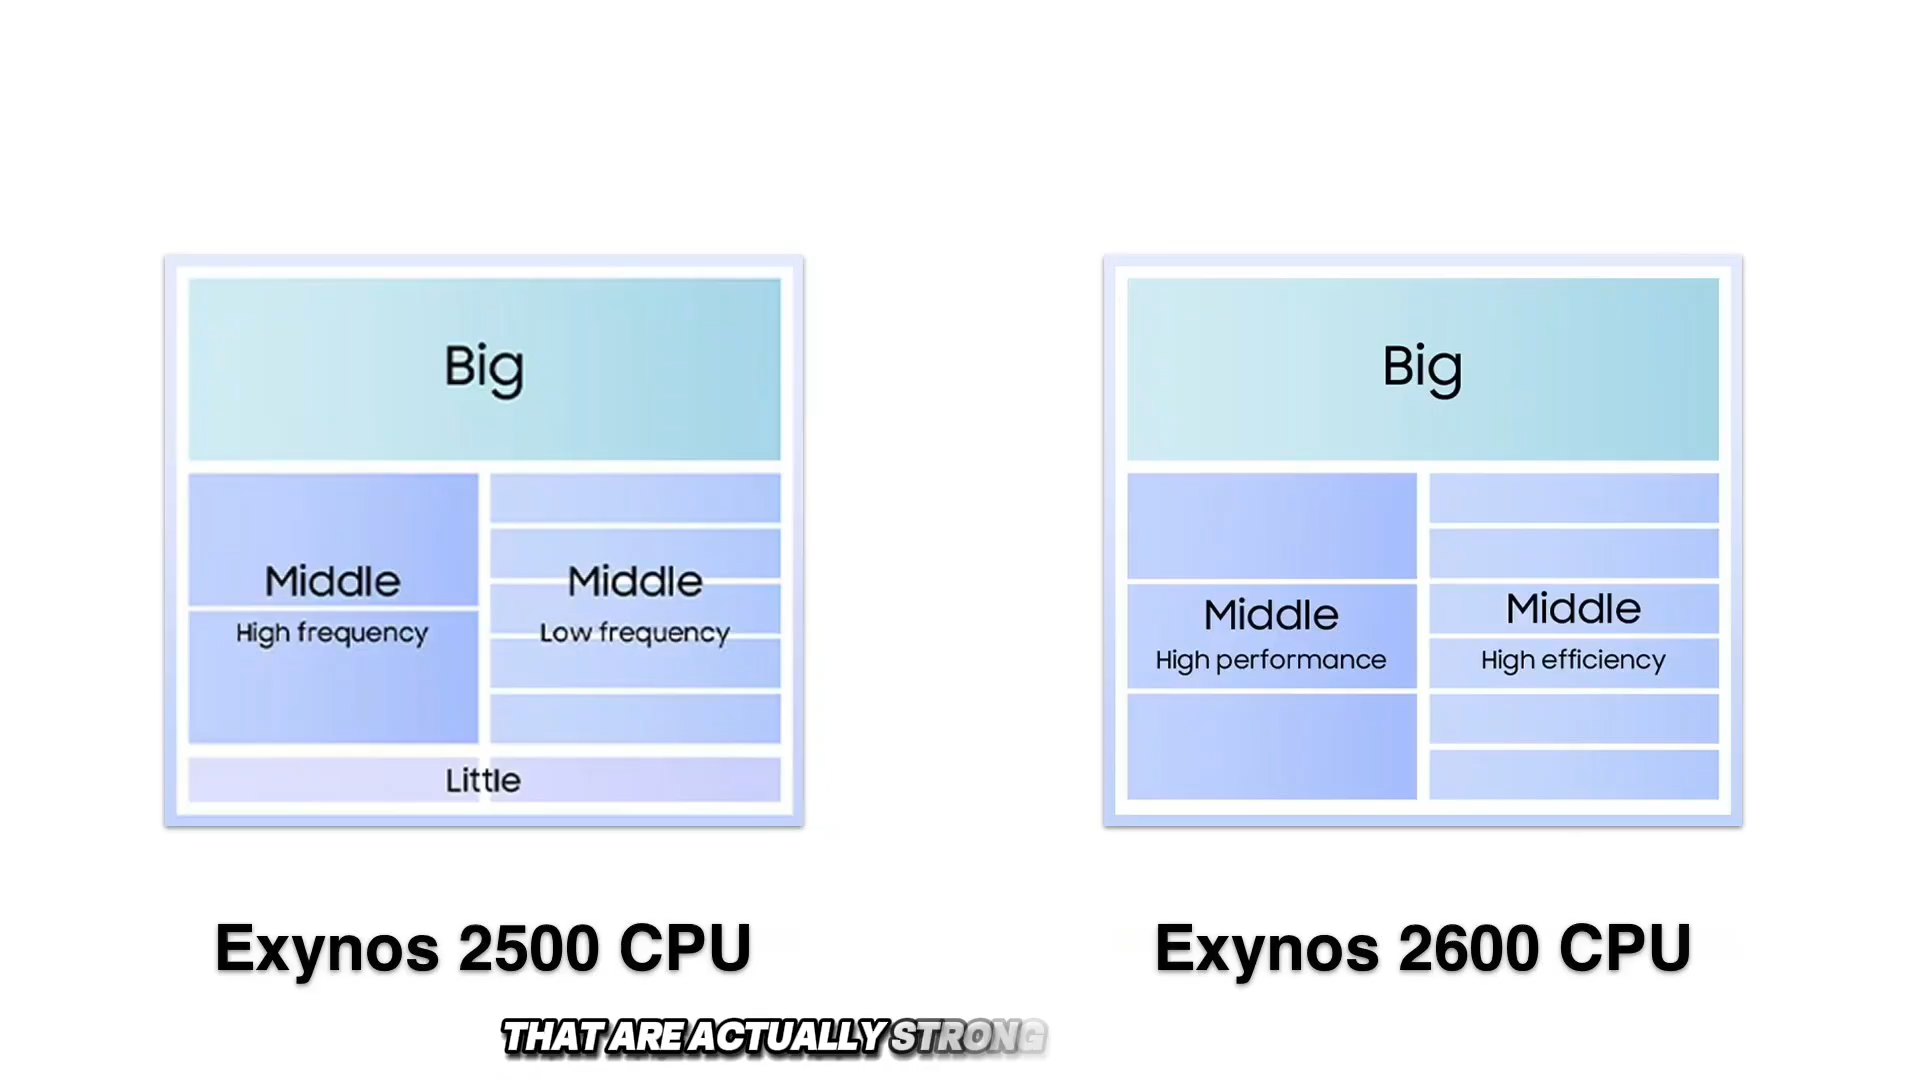 Big
Middle
High frequency
Middle
Low frequency
Little
Exynos 2500 CPU
Big
Middle
High performance
Middle
High efficiency
Exynos 2600 CPU
THAT ARE ACTUALLY STRONG